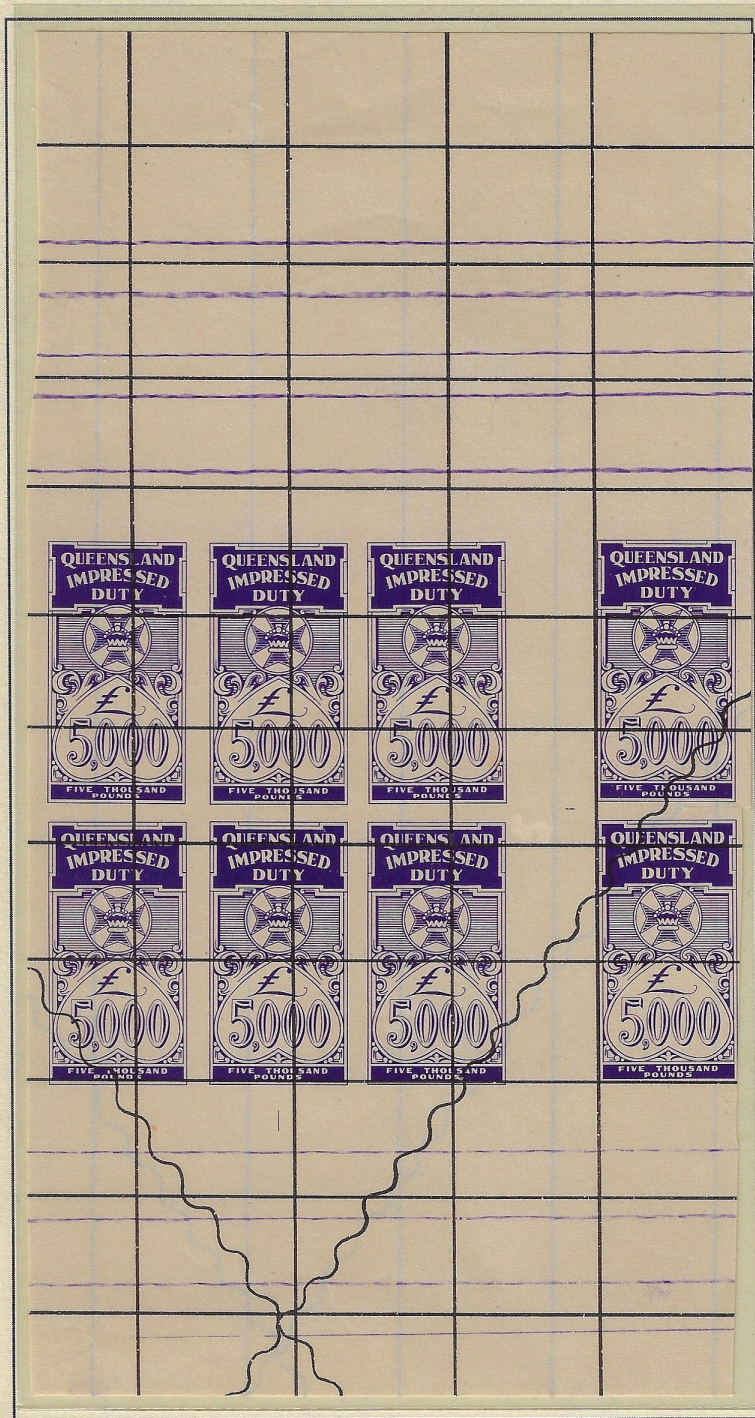 QUEENSLAND
IMPRESSED
DUTY
£
5,000
FIVE THOUSAND
POUNDS
QUEENSLAND
IMPRESSED
DUTY
£
5,000
FIVE THOUSAND
POUNDS
QUEENSLAND
IMPRESSED
DUTY
£
5,000
FIVE THOUSAND
POUNDS
QUEENSLAND
IMPRESSED
DUTY
£
5,000
FIVE THOUSAND
POUNDS
QUEENSLAND
IMPRESSED
DUTY
£
5,000
FIVE THOUSAND
POUNDS
QUEENSLAND
IMPRESSED
DUTY
£
5,000
FIVE THOUSAND
POUNDS
QUEENSLAND
IMPRESSED
DUTY
£
5,000
FIVE THOUSAND
POUNDS
QUEENSLAND
IMPRESSED
DUTY
£
5,000
FIVE THOUSAND
POUNDS